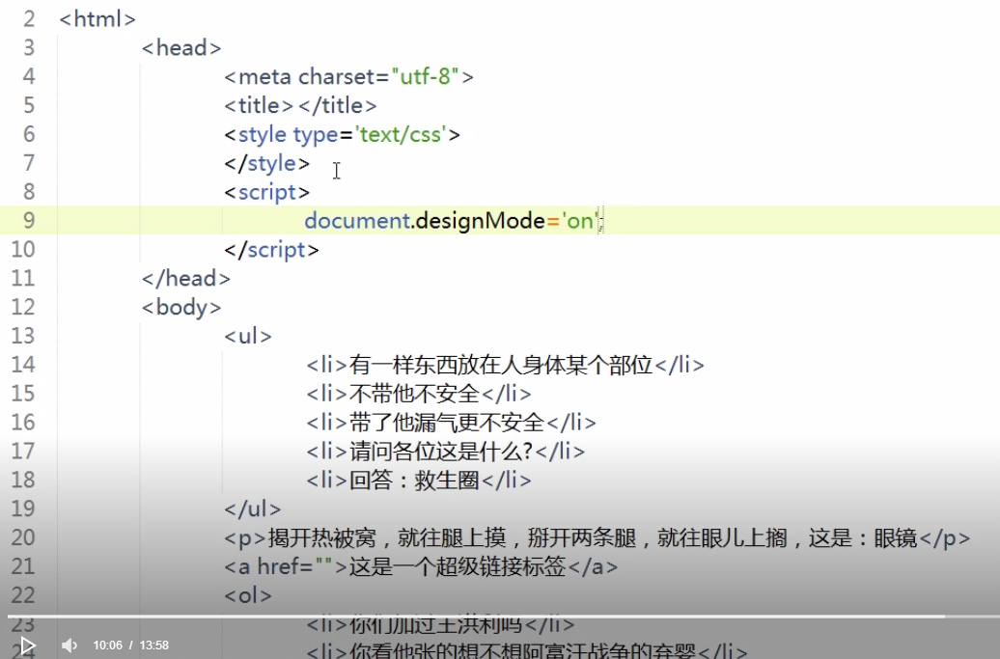 2 <html>
3 <head>
4 <meta charset="utf-8">
5 <title></title>
6 <style type='text/css'>
7 </style>
8 <script>
9 document.designMode='on';
10 </script>
11 </head>
12 <body>
13 <ul>
14 <li>有一样东西放在人身体某个部位</li>
15 <li>不带他不安全</li>
16 <li>带了他漏气更不安全</li>
17 <li>请问各位这是什么?</li>
18 <li>回答：救生圈</li>
19 </ul>
20 <p>揭开热被窝，就往腿上摸，掰开两条腿，就往眼儿上搁，这是：眼镜</p>
21 <a href="">这是一个超级链接标签</a>
22 <ol>
23 <li>你们加过王洪利吗</li>
24 <li>你看他张的想不想阿富汗战争的弃婴</li>
10:06 / 13:58